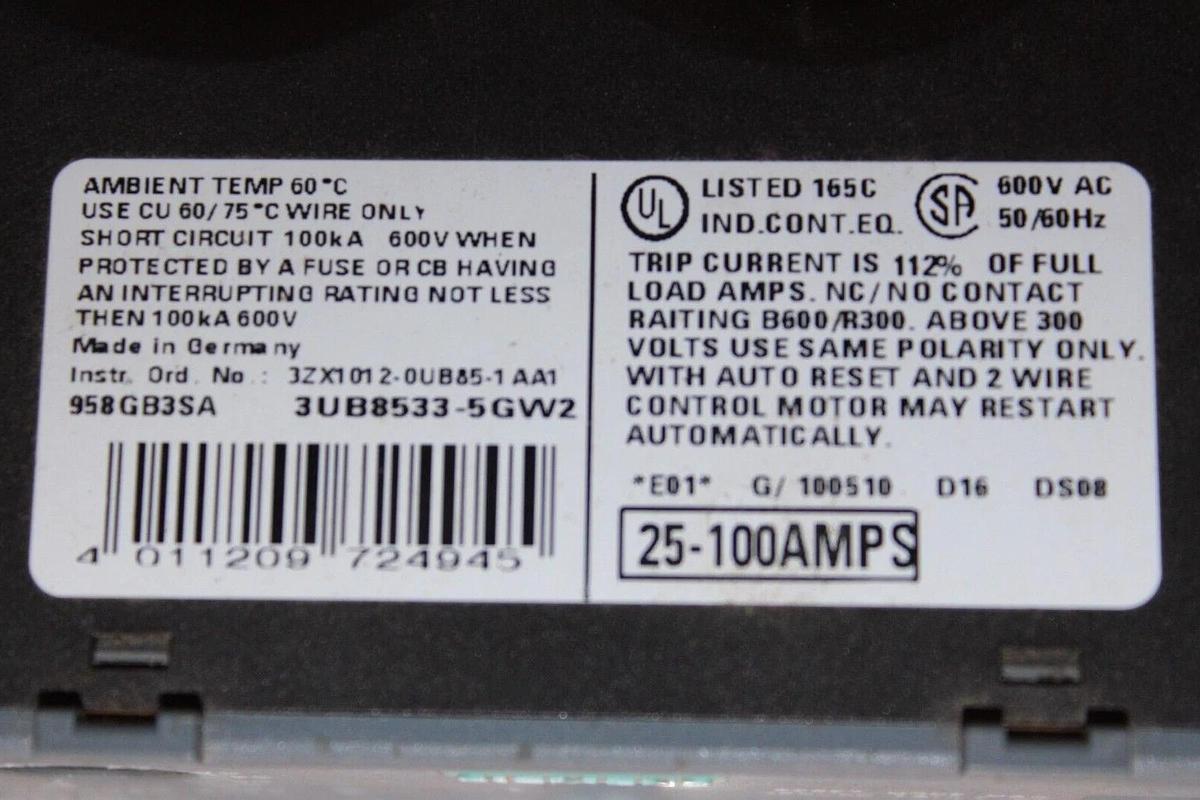 AMBIENT TEMP 60°C
USE CU 60/75°C WIRE ONLY
SHORT CIRCUIT 100kA 600V WHEN
PROTECTED BY A FUSE OR CB HAVING
AN INTERRUPTING RATING NOT LESS
THEN 100kA 600V
Made in Germany
Instr. Ord. No.: 3ZX1012-0UB85-1AA1
958GB3SA 3UB8533-5GW2
4 011209 724945
UL LISTED 165C SA 600V AC
IND.CONT.EQ. 50/60Hz
TRIP CURRENT IS 112% OF FULL
LOAD AMPS. NC/NO CONTACT
RAITING B600/R300. ABOVE 300
VOLTS USE SAME POLARITY ONLY.
WITH AUTO RESET AND 2 WIRE
CONTROL MOTOR MAY RESTART
AUTOMATICALLY.
*E01* G/ 100510 D16 DS08
25-100AMPS